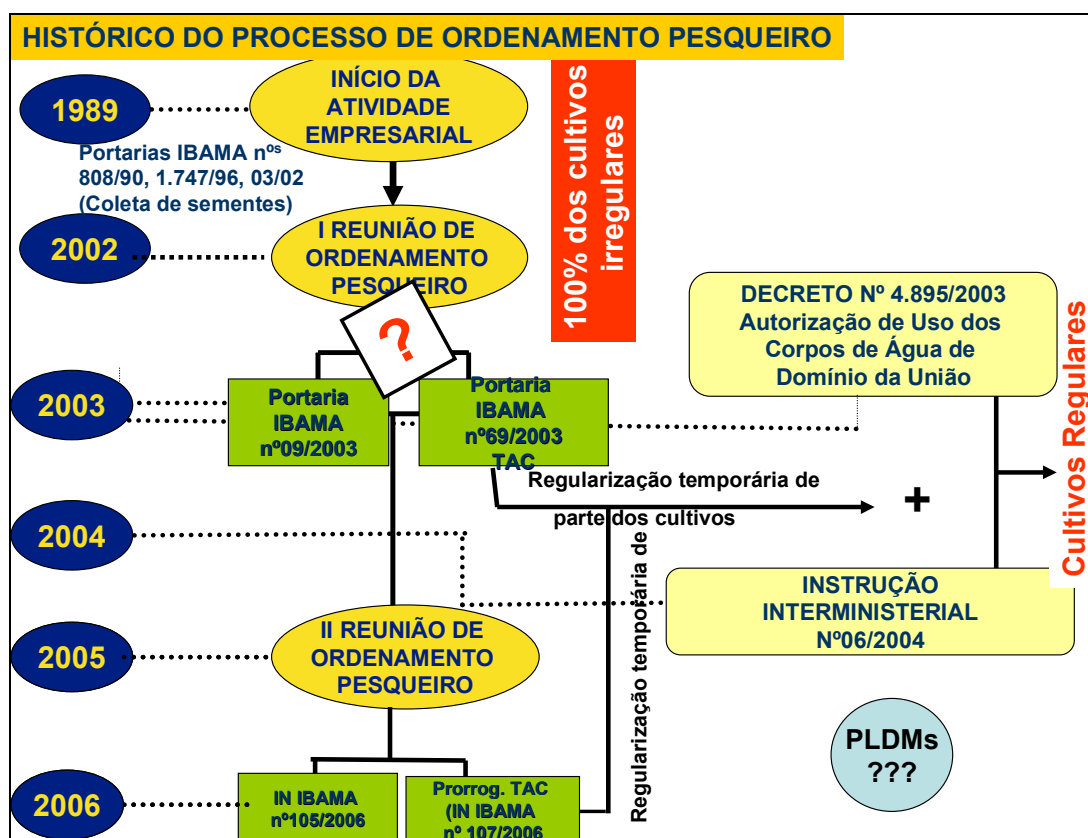 HISTÓRICO DO PROCESSO DE ORDENAMENTO PESQUEIRO
1989
INÍCIO DA
ATIVIDADE
EMPRESARIAL
Portarias IBAMA nºs
808/90, 1.747/96, 03/02
(Coleta de sementes)
2002
I REUNIÃO DE
ORDENAMENTO
PESQUEIRO
100% dos cultivos
irregulares
?
DECRETO Nº 4.895/2003
Autorização de Uso dos
Corpos de Água de
Domínio da União
2003
Portaria
IBAMA
nº09/2003
Portaria
IBAMA
nº69/2003
TAC
Regularização temporária de
parte dos cultivos
+
Cultivos Regulares
2004
INSTRUÇÃO
INTERMINISTERIAL
Nº06/2004
Regularização temporária de
2005
II REUNIÃO DE
ORDENAMENTO
PESQUEIRO
PLDMs
???
2006
IN IBAMA
nº105/2006
Prorrog. TAC
(IN IBAMA
nº 107/2006